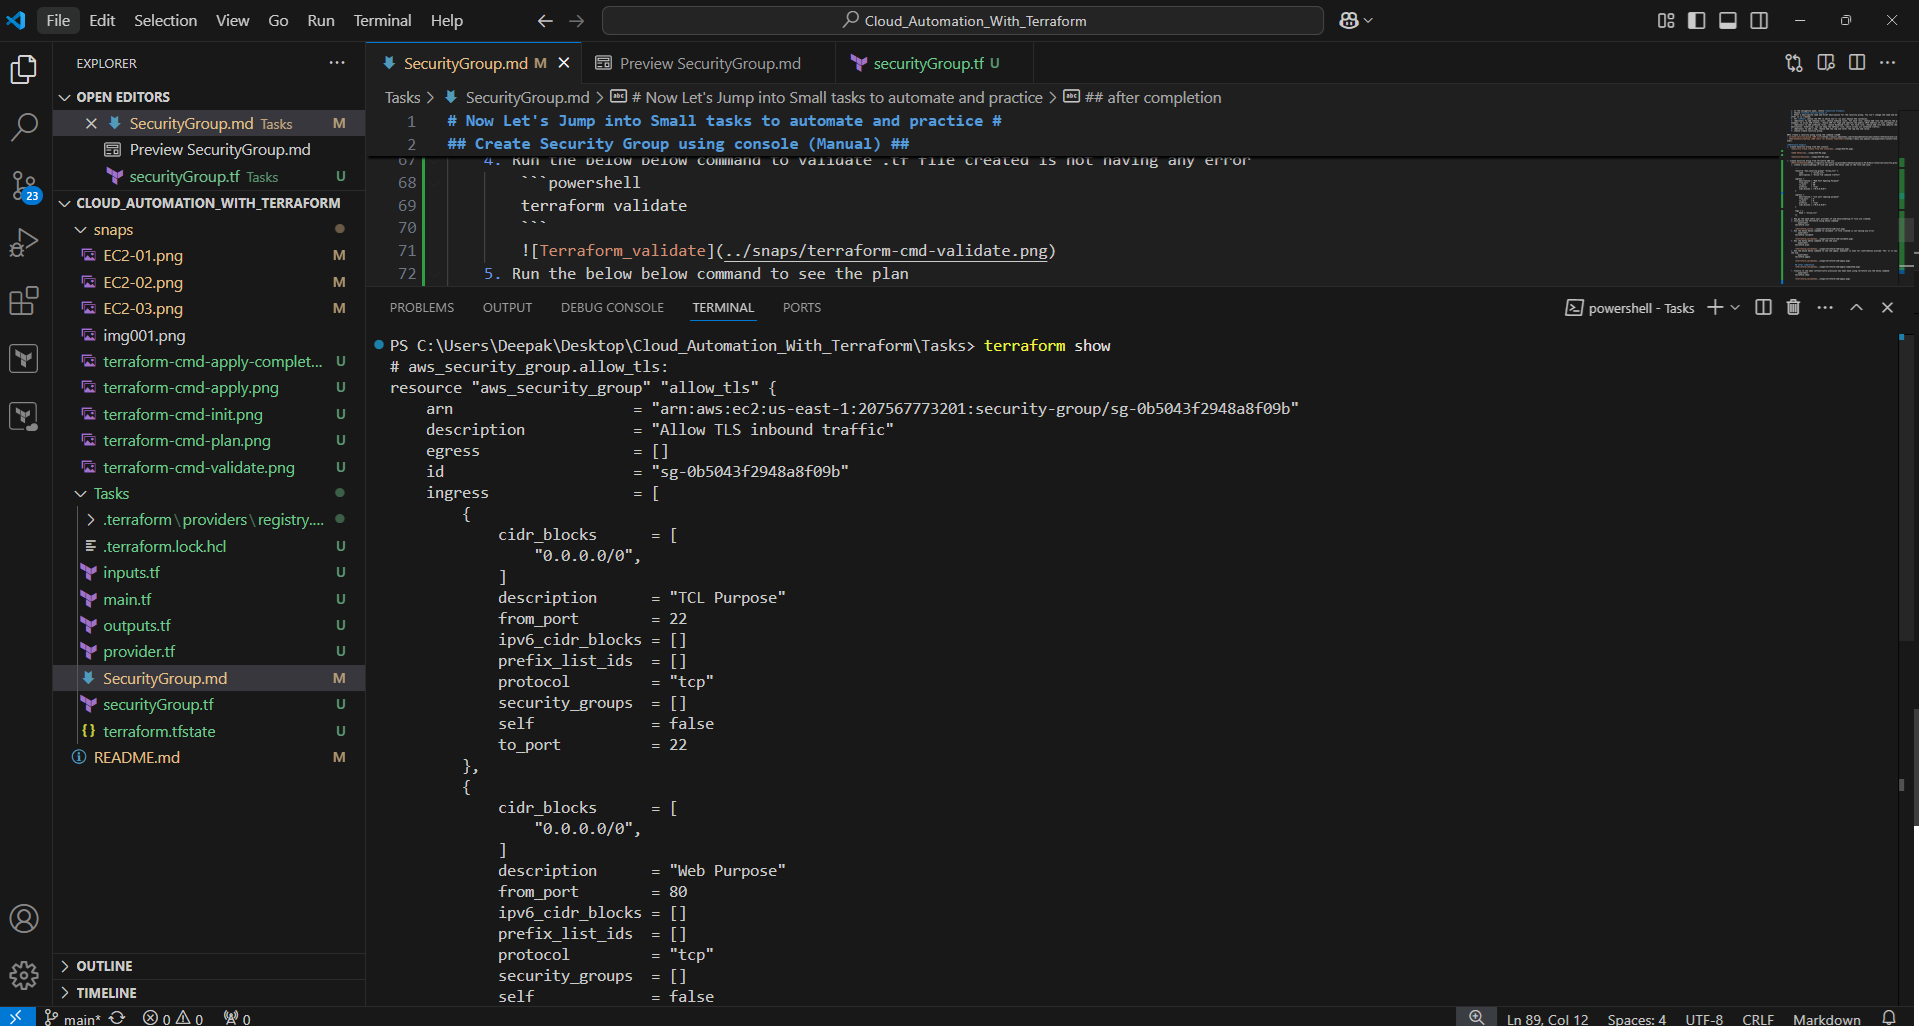 File Edit Selection View Go Run Terminal Help
Cloud_Automation_With_Terraform
EXPLORER
SecurityGroup.md M
Preview SecurityGroup.md
securityGroup.tf U
OPEN EDITORS
SecurityGroup.md Tasks M
Preview SecurityGroup.md
securityGroup.tf Tasks U
CLOUD_AUTOMATION_WITH_TERRAFORM
snaps
EC2-01.png M
EC2-02.png M
EC2-03.png M
img001.png
terraform-cmd-apply-complet... U
terraform-cmd-apply.png U
terraform-cmd-init.png U
terraform-cmd-plan.png U
terraform-cmd-validate.png U
Tasks
.terraform\providers\registry....
.terraform.lock.hcl U
inputs.tf U
main.tf U
outputs.tf U
provider.tf U
SecurityGroup.md M
securityGroup.tf U
terraform.tfstate U
README.md M
OUTLINE
TIMELINE
23
Tasks > SecurityGroup.md > # Now Let's Jump into Small tasks to automate and practice > ## after completion
1 # Now Let's Jump into Small tasks to automate and practice #
2 ## Create Security Group using console (Manual) ##
67 4. Run the below below command to validate .tf file created is not having any error
68 ```powershell
69 terraform validate
70 ```
71 ![Terraform_validate](../snaps/terraform-cmd-validate.png)
72 5. Run the below below command to see the plan
PROBLEMS OUTPUT DEBUG CONSOLE TERMINAL PORTS
powershell - Tasks
PS C:\Users\Deepak\Desktop\Cloud_Automation_With_Terraform\Tasks> terraform show
# aws_security_group.allow_tls:
resource "aws_security_group" "allow_tls" {
arn = "arn:aws:ec2:us-east-1:207567773201:security-group/sg-0b5043f2948a8f09b"
description = "Allow TLS inbound traffic"
egress = []
id = "sg-0b5043f2948a8f09b"
ingress = [
{
cidr_blocks = [
"0.0.0.0/0",
]
description = "TCL Purpose"
from_port = 22
ipv6_cidr_blocks = []
prefix_list_ids = []
protocol = "tcp"
security_groups = []
self = false
to_port = 22
},
{
cidr_blocks = [
"0.0.0.0/0",
]
description = "Web Purpose"
from_port = 80
ipv6_cidr_blocks = []
prefix_list_ids = []
protocol = "tcp"
security_groups = []
self = false
main* 0 0 0
Ln 89, Col 12 Spaces: 4 UTF-8 CRLF Markdown